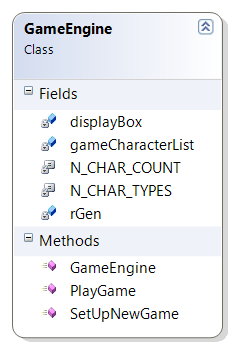 GameEngine
Class
Fields
displayBox
gameCharacterList
N_CHAR_COUNT
N_CHAR_TYPES
rGen
Methods
GameEngine
PlayGame
SetUpNewGame